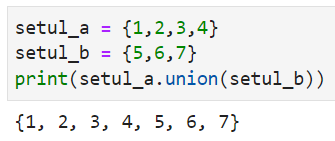 setul_a = {1,2,3,4}
setul_b = {5,6,7}
print(setul_a.union(setul_b))
{1, 2, 3, 4, 5, 6, 7}